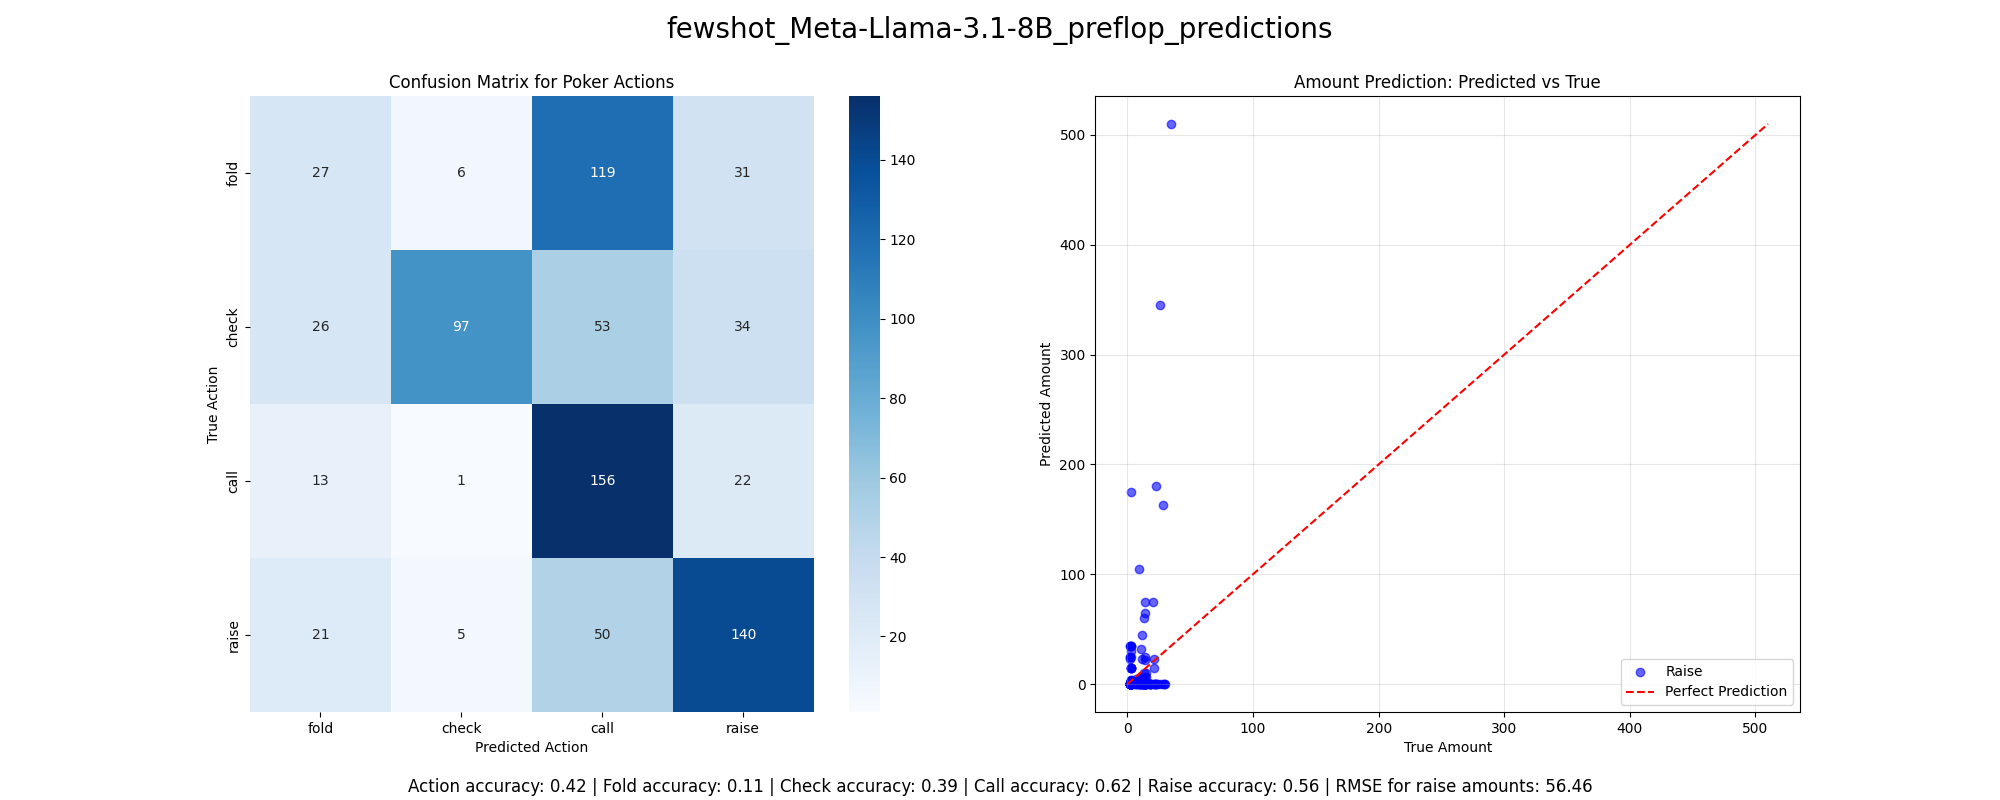 fewshot_Meta-Llama-3.1-8B_preflop_predictions
Confusion Matrix for Poker Actions
True Action
fold
check
call
raise
27 6 119 31
26 97 53 34
13 1 156 22
21 5 50 140
fold check call raise
Predicted Action
140
120
100
80
60
40
20
Amount Prediction: Predicted vs True
Predicted Amount
500
400
300
200
100
0
0 100 200 300 400 500
True Amount
Raise
Perfect Prediction
Action accuracy: 0.42 | Fold accuracy: 0.11 | Check accuracy: 0.39 | Call accuracy: 0.62 | Raise accuracy: 0.56 | RMSE for raise amounts: 56.46